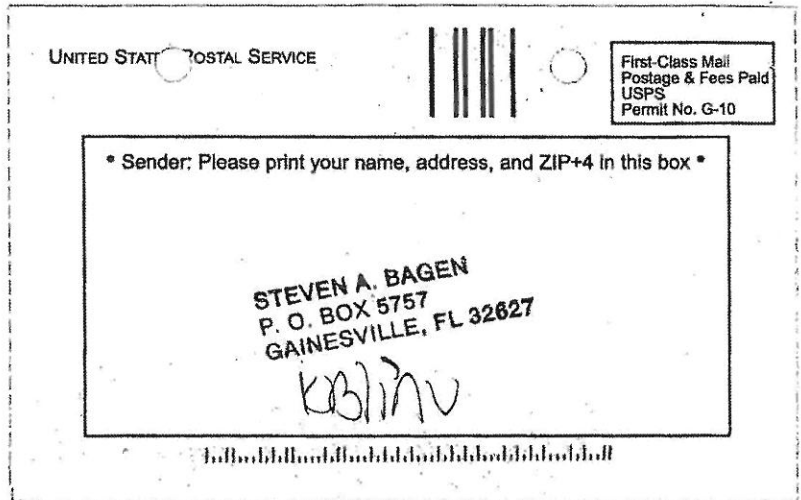 UNITED STAT POSTAL SERVICE
First-Class Mail
Postage & Fees Paid
USPS
Permit No. G-10
* Sender: Please print your name, address, and ZIP+4 in this box *
STEVEN A. BAGEN
P. O. BOX 5757
GAINESVILLE, FL 32627